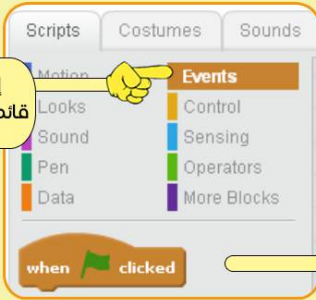 Scripts Costumes Sounds
Motion Events
Looks Control
Sound Sensing
Pen Operators
Data More Blocks
when clicked